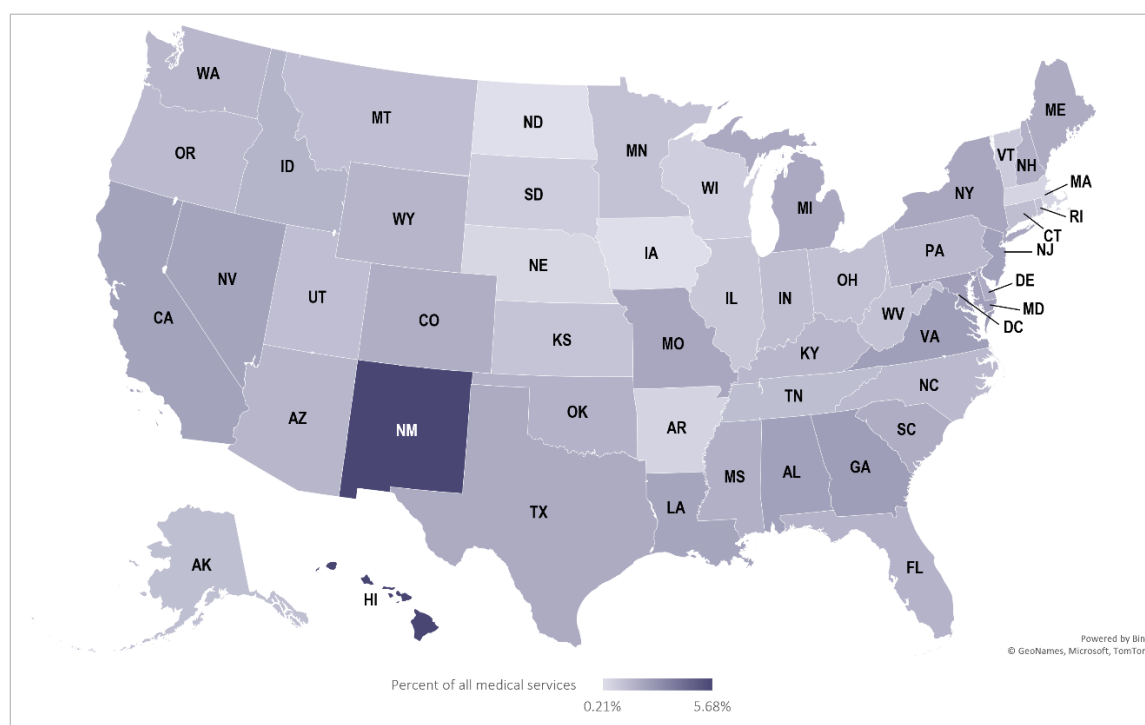 WA
MT
ND
MN
ME
OR
ID
SD
WI
VT
NH
MA
WY
MI
NY
RI
CT
NE
IA
PA
NJ
NV
UT
CO
IL
IN
OH
DE
MD
DC
CA
KS
MO
WV
VA
KY
AZ
NM
OK
AR
TN
NC
SC
MS
AL
GA
TX
LA
FL
AK
HI
Powered by Bin
© GeoNames, Microsoft, TomTom
Percent of all medical services
0.21% 5.68%